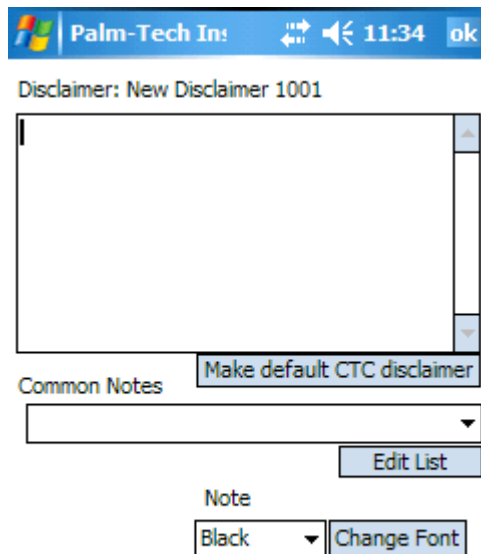 Palm-Tech Ins 11:34 ok
Disclaimer: New Disclaimer 1001
Make default CTC disclaimer
Common Notes
Edit List
Note
Black Change Font